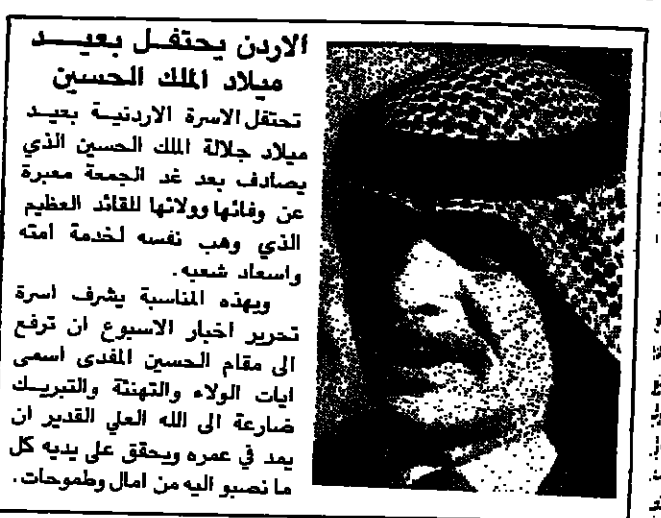 الاردن يحتفل بعيد
ميلاد الملك الحسين
تحتفل الاسرة الاردنية بعيد
ميلاد جلالة الملك الحسين الذي
يصادف بعد غد الجمعة معبرة
عن وفائها وولائها للقائد العظيم
الذي وهب نفسه لخدمة امته
واسعاد شعبه.
وبهذه المناسبة يشرف اسرة
تحرير اخبار الاسبوع ان ترفع
الى مقام الحسين المفدى اسمى
ايات الولاء والتهنئة والتبريك
ضارعة الى الله العلي القدير ان
يمد في عمره ويحقق على يديه كل
ما نصبو اليه من امال وطموحات.